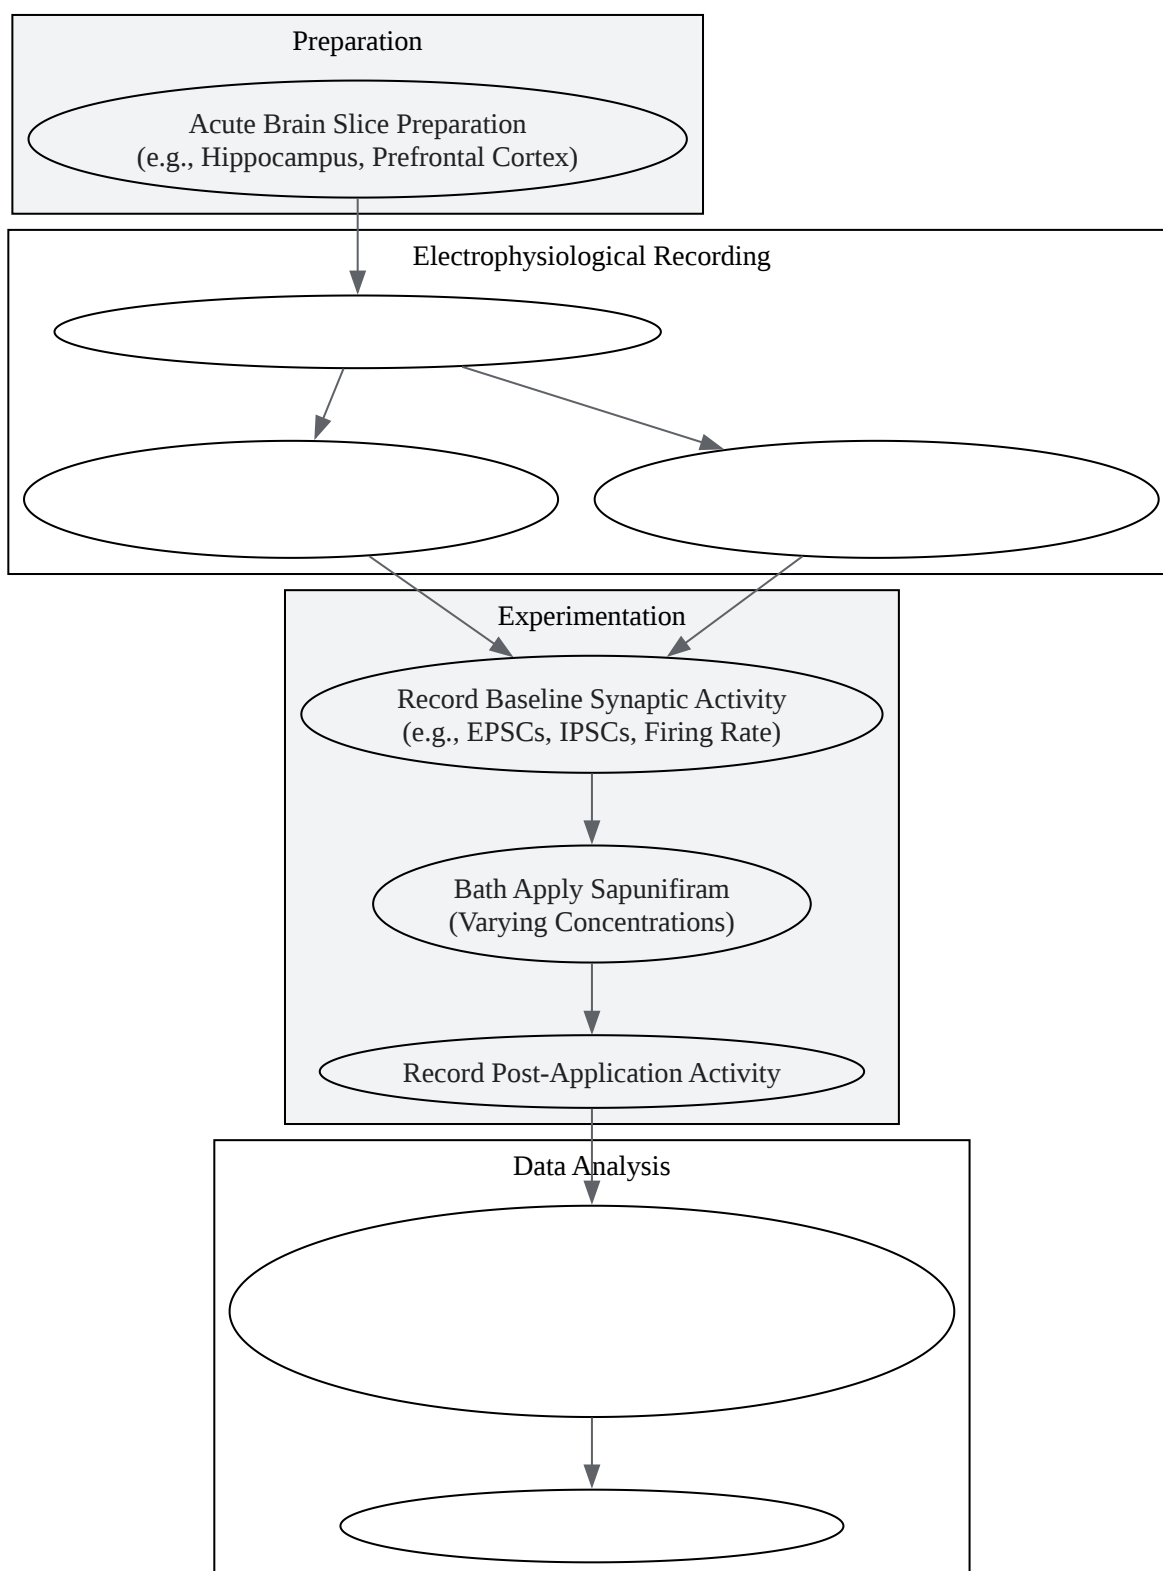 Preparation
Acute Brain Slice Preparation
(e.g., Hippocampus, Prefrontal Cortex)
Electrophysiological Recording
Experimentation
Record Baseline Synaptic Activity
(e.g., EPSCs, IPSCs, Firing Rate)
Bath Apply Sapunifiram
(Varying Concentrations)
Record Post-Application Activity
Data Analysis